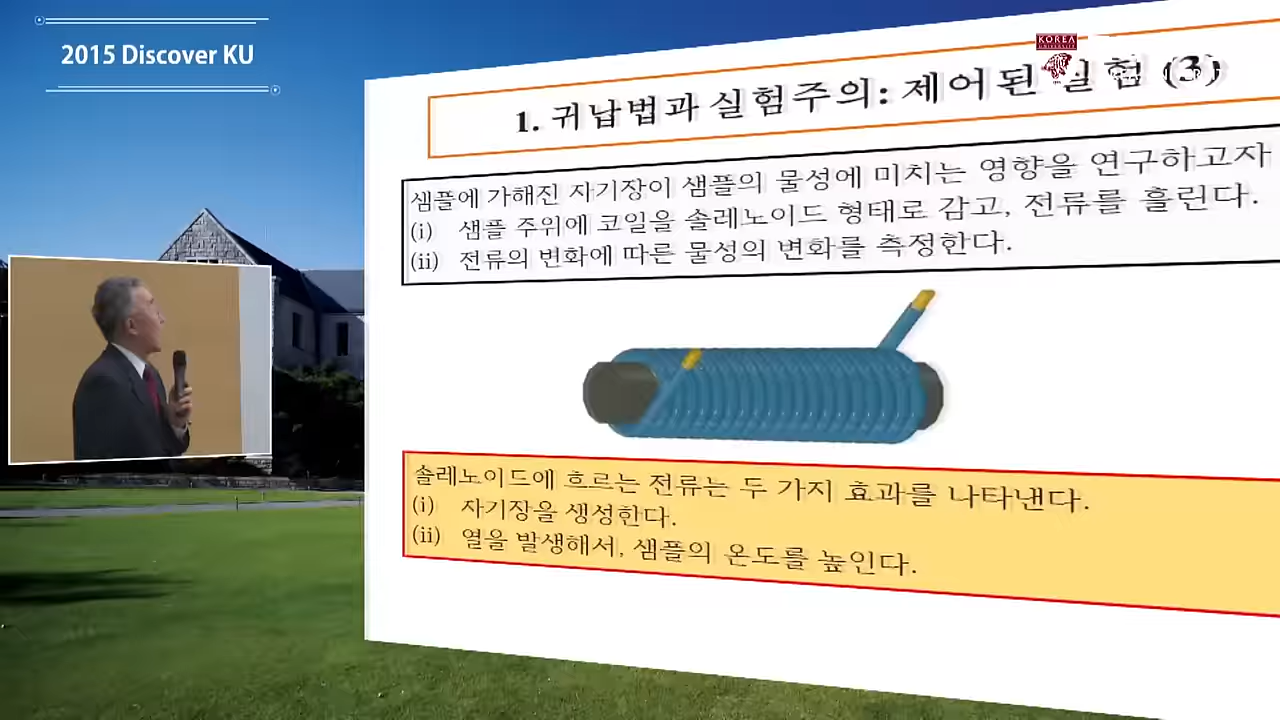 2015 Discover KU
KOREA
UNIVERSITY
1. 귀납법과 실험주의: 제어된 실험 (3)
샘플에 가해진 자기장이 샘플의 물성에 미치는 영향을 연구하고자
(i) 샘플 주위에 코일을 솔레노이드 형태로 감고, 전류를 흘린다.
(ii) 전류의 변화에 따른 물성의 변화를 측정한다.
솔레노이드에 흐르는 전류는 두 가지 효과를 나타낸다.
(i) 자기장을 생성한다.
(ii) 열을 발생해서, 샘플의 온도를 높인다.